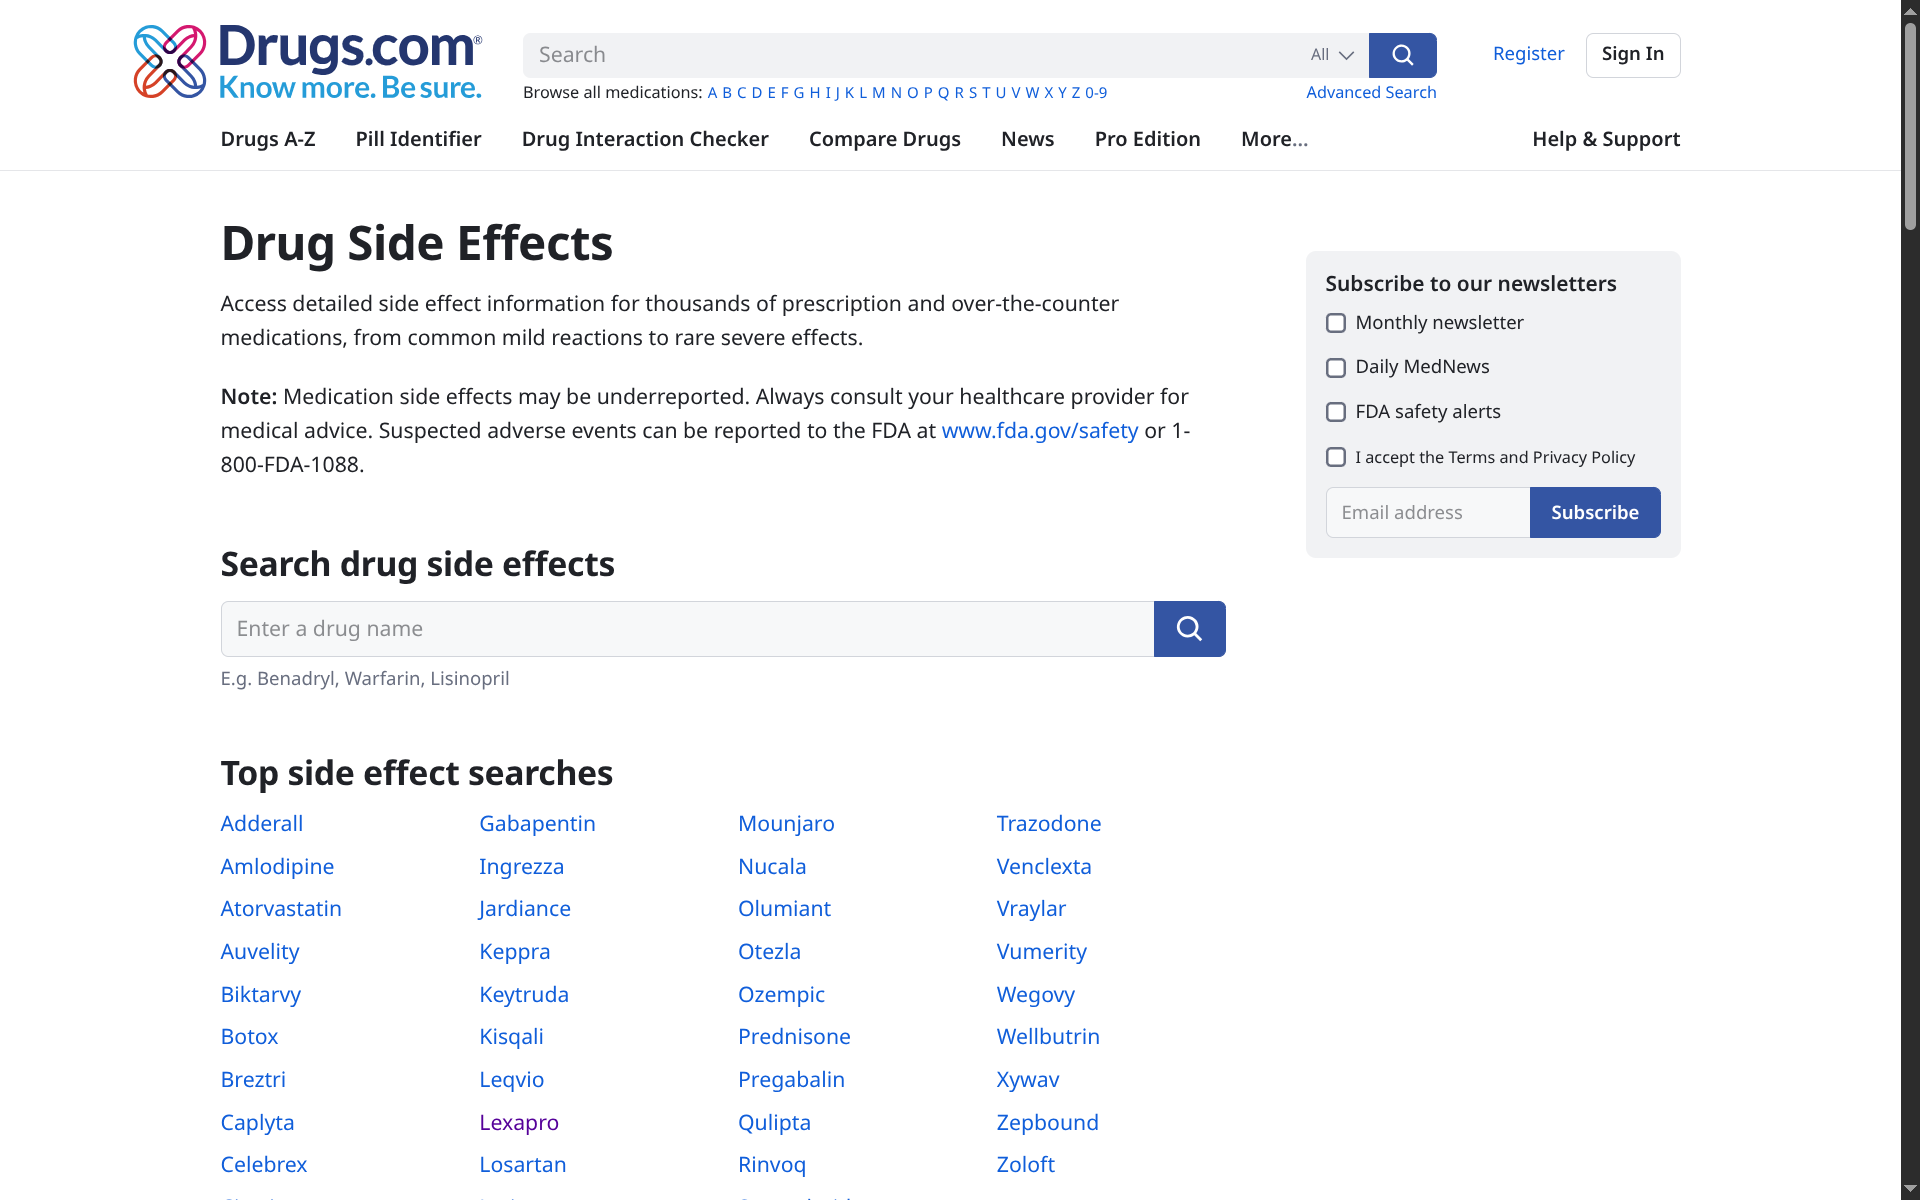 Drugs.com®
Know more. Be sure.
Search
All
Register
Sign In
Browse all medications: A B C D E F G H I J K L M N O P Q R S T U V W X Y Z 0-9
Advanced Search
Drugs A-Z
Pill Identifier
Drug Interaction Checker
Compare Drugs
News
Pro Edition
More...
Help & Support
Drug Side Effects
Access detailed side effect information for thousands of prescription and over-the-counter
medications, from common mild reactions to rare severe effects.
Note: Medication side effects may be underreported. Always consult your healthcare provider for
medical advice. Suspected adverse events can be reported to the FDA at www.fda.gov/safety or 1-
800-FDA-1088.
Subscribe to our newsletters
Monthly newsletter
Daily MedNews
FDA safety alerts
I accept the Terms and Privacy Policy
Email address
Subscribe
Search drug side effects
Enter a drug name
E.g. Benadryl, Warfarin, Lisinopril
Top side effect searches
Adderall
Amlodipine
Atorvastatin
Auvelity
Biktarvy
Botox
Breztri
Caplyta
Celebrex
Gabapentin
Ingrezza
Jardiance
Keppra
Keytruda
Kisqali
Leqvio
Lexapro
Losartan
Mounjaro
Nucala
Olumiant
Otezla
Ozempic
Prednisone
Pregabalin
Qulipta
Rinvoq
Trazodone
Venclexta
Vraylar
Vumerity
Wegovy
Wellbutrin
Xywav
Zepbound
Zoloft